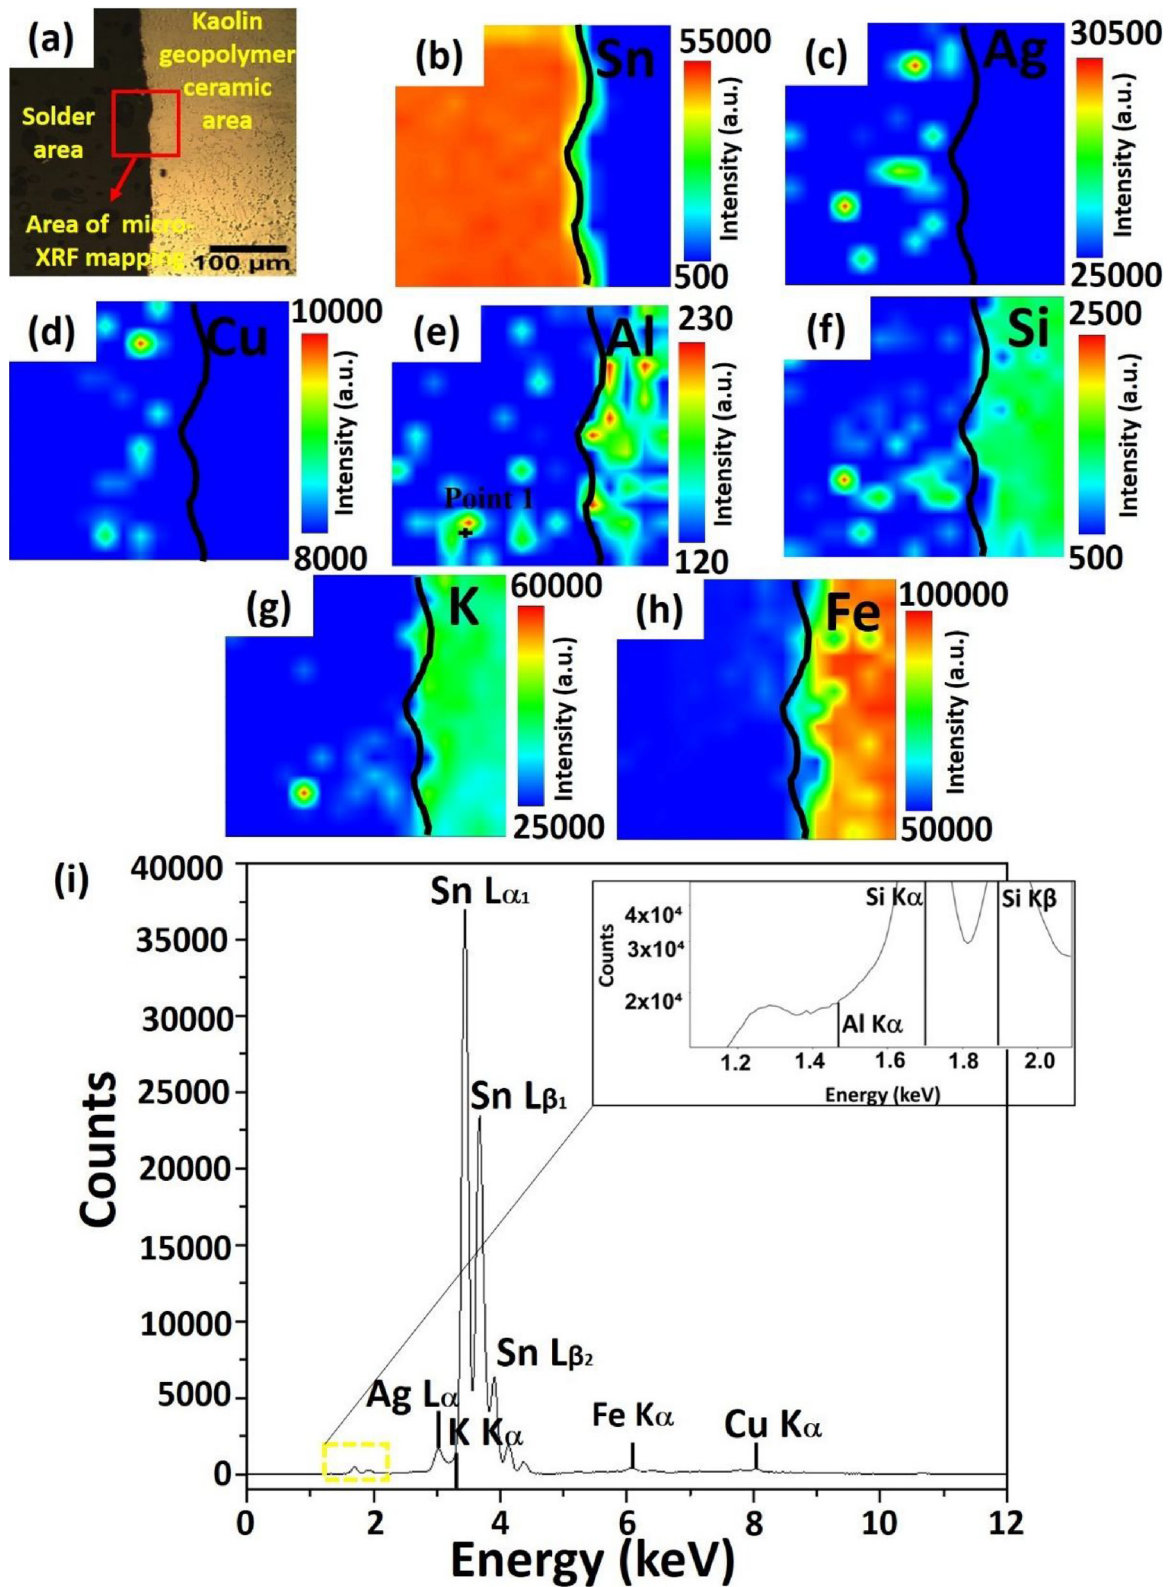 (a)
Kaolin
geopolymer
ceramic
area
Solder
area
Area of micro-
XRF mapping
100 µm
(b)
Sn
55000
Intensity (a.u.)
500
(c)
Ag
30500
Intensity (a.u.)
25000
(d)
Cu
10000
Intensity (a.u.)
8000
(e)
Al
Point 1
230
Intensity (a.u.)
120
(f)
Si
2500
Intensity (a.u.)
500
(g)
K
60000
Intensity (a.u.)
25000
(h)
Fe
100000
Intensity (a.u.)
50000
(i)
40000
35000
30000
25000
20000
15000
10000
5000
0
Counts
Sn Lα1
Sn Lβ1
Sn Lβ2
Ag Lα
K Kα
Fe Kα
Cu Kα
0 2 4 6 8 10 12
Energy (keV)
Si Kα
Si Kβ
4x10⁴
3x10⁴
2x10⁴
Counts
Al Kα
1.2 1.4 1.6 1.8 2.0
Energy (keV)